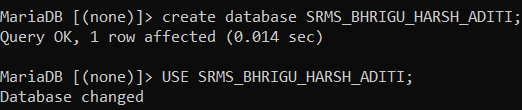 MariaDB [(none)]> create database SRMS_BHRIGU_HARSH_ADITI;
Query OK, 1 row affected (0.014 sec)
MariaDB [(none)]> USE SRMS_BHRIGU_HARSH_ADITI;
Database changed